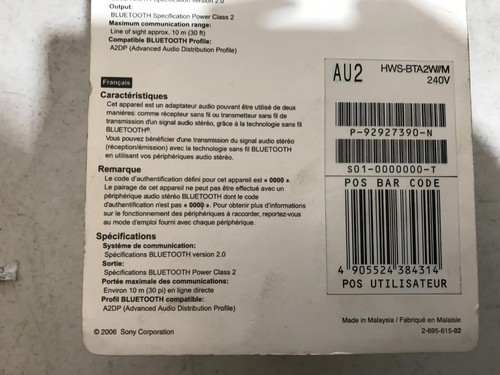 Output:
BLUETOOTH Specification Power Class 2
Maximum communication range:
Line of sight approx. 10 m (30 ft)
Compatible BLUETOOTH Profile:
A2DP (Advanced Audio Distribution Profile)
Français
Caractéristiques
Cet appareil est un adaptateur audio pouvant être utilisé de deux
manières: comme récepteur sans fil ou transmetteur sans fil de
transmission d'un signal audio stéréo, grâce à la technologie sans fil
BLUETOOTH®.
Vous pouvez bénéficier d'une transmission du signal audio stéréo
(réception/émission) avec la technologie sans fil BLUETOOTH
en utilisant vos périphériques audio stéréo.
Remarque
Le code d'authentification défini pour cet appareil est « 0000 ».
Le pairage de cet appareil ne peut pas être effectué avec un
périphérique audio stéréo BLUETOOTH dont le code
d'authentification n'est pas « 0000 ». Pour obtenir plus d'informations
sur le fonctionnement des périphériques à raccorder, reportez-vous
au mode d'emploi fourni avec chaque périphérique.
Spécifications
Système de communication:
Spécifications BLUETOOTH version 2.0
Sortie:
Spécifications BLUETOOTH Power Class 2
Portée maximale des communications:
Environ 10 m (30 pi) en ligne directe
Profil BLUETOOTH compatible:
A2DP (Advanced Audio Distribution Profile)
© 2006 Sony Corporation
AU2 HWS-BTA2W//M
240V
P-92927390-N
S01-0000000-T
POS BAR CODE
4 905524 384314
POS UTILISATEUR
Made in Malaysia / Fabriqué en Malaisie
2-695-615-02